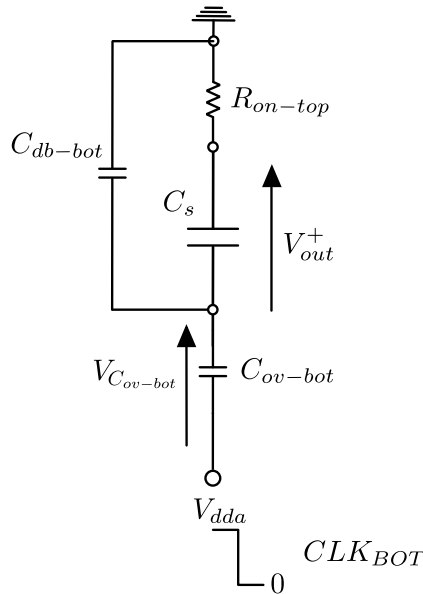 R_{on-top}
C_{db-bot}
C_s
V_{out}^+
V_{C_{ov-bot}}
C_{ov-bot}
V_{dda}
CLK_{BOT}
0